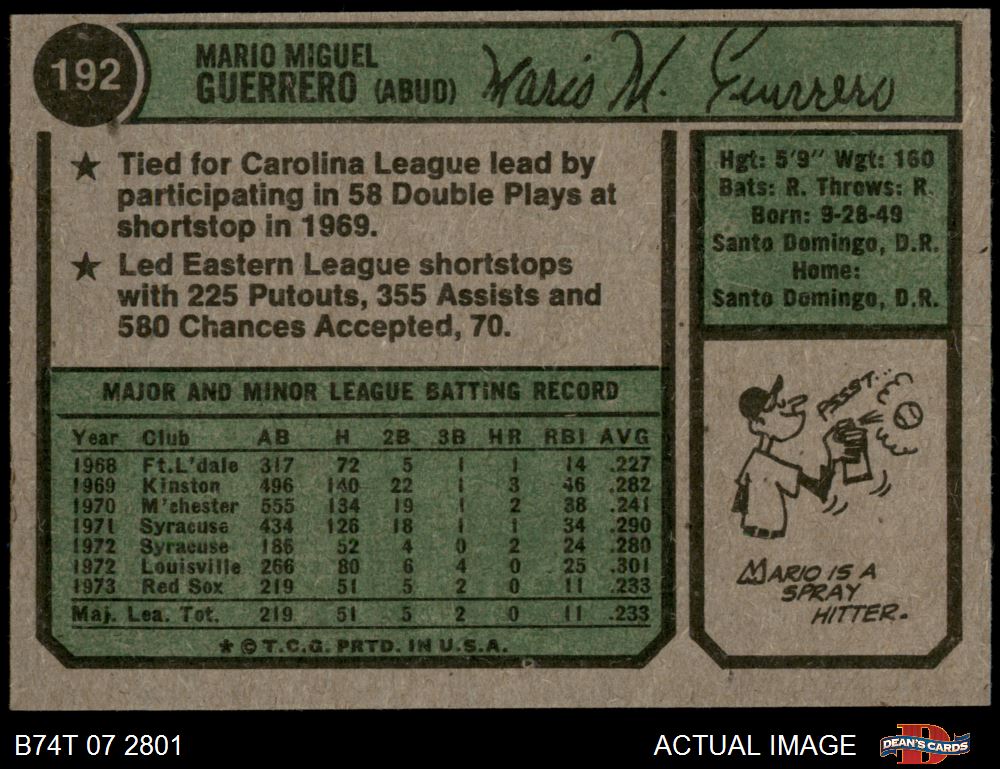 192
MARIO MIGUEL
GUERRERO (ABUD)
Mario M. Guerrero
★ Tied for Carolina League lead by
participating in 58 Double Plays at
shortstop in 1969.
★ Led Eastern League shortstops
with 225 Putouts, 355 Assists and
580 Chances Accepted, 70.
Hgt: 5'9" Wgt: 160
Bats: R. Throws: R.
Born: 9-28-49
Santo Domingo, D.R.
Home:
Santo Domingo, D.R.
MAJOR AND MINOR LEAGUE BATTING RECORD
Year Club AB H 2B 3B HR RBI AVG
1968 Ft.L'dale 317 72 5 1 1 14 .227
1969 Kinston 496 140 22 1 3 46 .282
1970 M'chester 555 134 19 1 2 38 .241
1971 Syracuse 434 126 18 1 1 34 .290
1972 Syracuse 186 52 4 0 2 24 .280
1972 Louisville 266 80 6 4 0 25 .301
1973 Red Sox 219 51 5 2 0 11 .233
Maj. Lea. Tot. 219 51 5 2 0 11 .233
★ © T.C.G. PRTD. IN U.S.A.
PSSST...
MARIO IS A
SPRAY
HITTER.
B74T 07 2801
ACTUAL IMAGE
DEAN'S CARDS